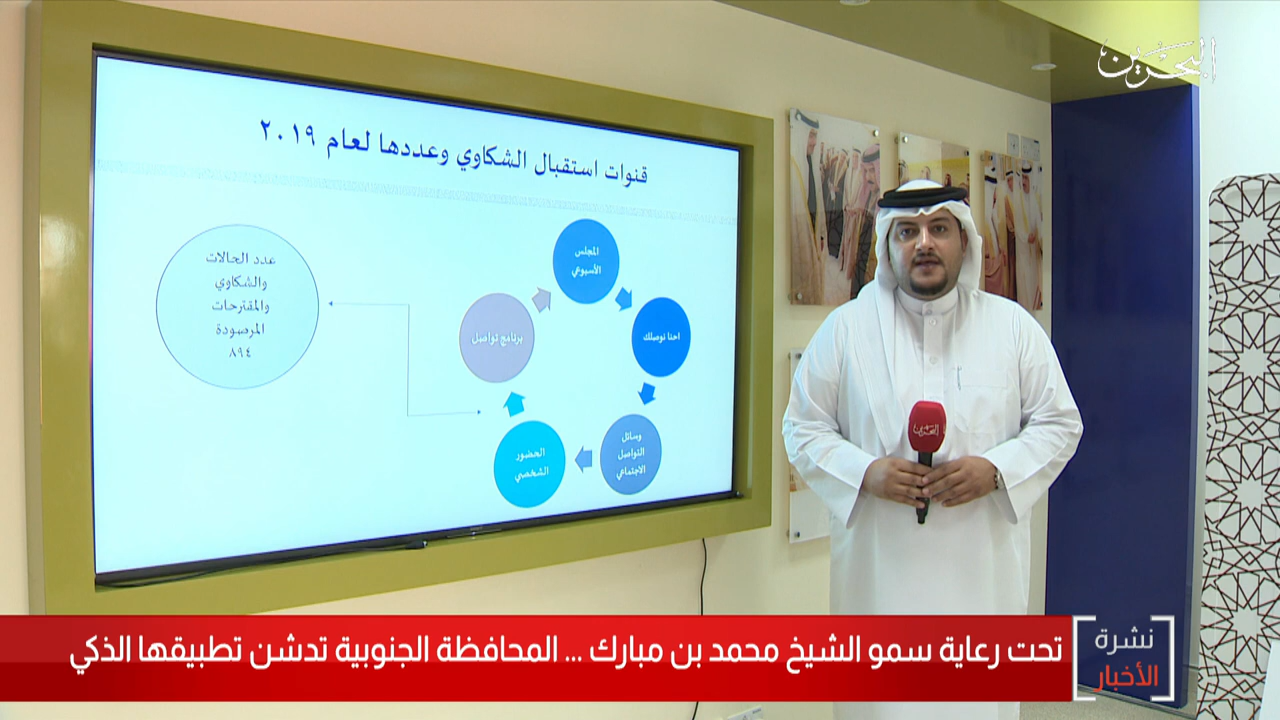 البحرين
قنوات استقبال الشكاوي وعددها لعام ٢٠١٩
عدد الحالات
والشكاوي
والمقترحات
المرصودة
٨٩٤
المجلس
الأسبوعي
احنا نوصلك
وسائل
التواصل
الاجتماعي
الحضور
الشخصي
برنامج تواصل
البحرين
نشرة
الأخبار
تحت رعاية سمو الشيخ محمد بن مبارك ... المحافظة الجنوبية تدشن تطبيقها الذكي